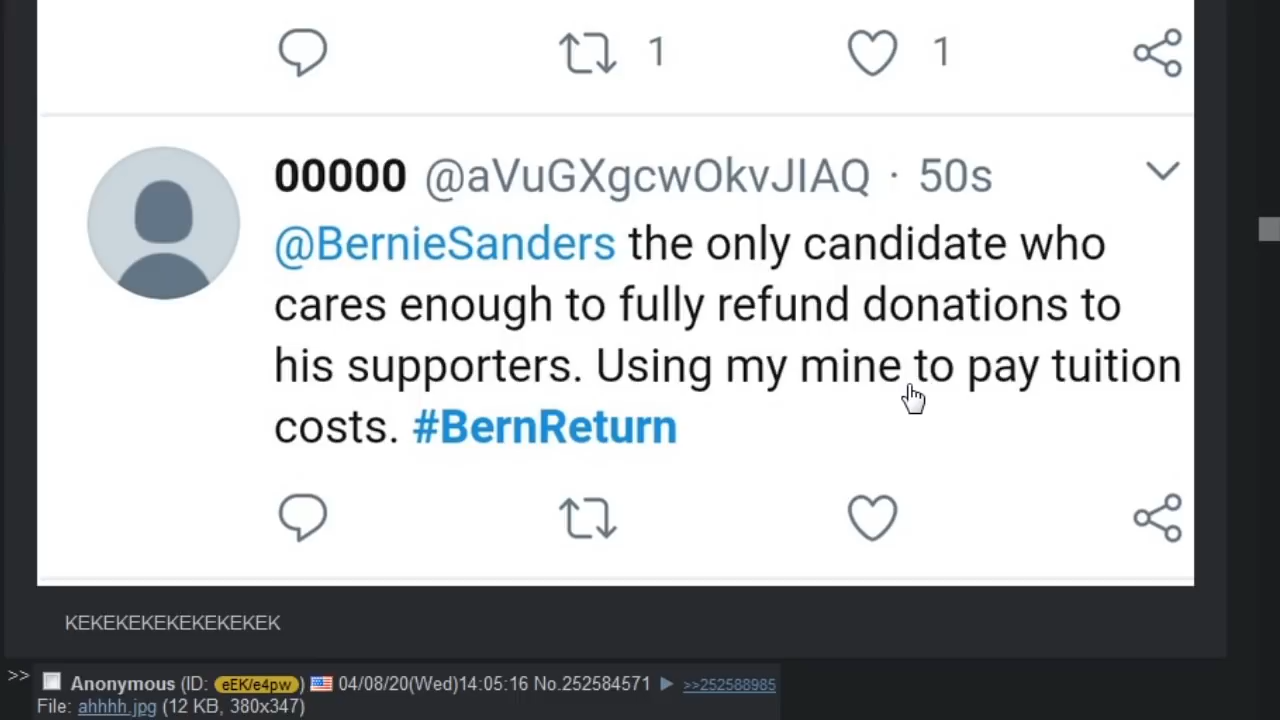 1 1
00000 @aVuGXgcwOkvJIAQ · 50s
@BernieSanders the only candidate who
cares enough to fully refund donations to
his supporters. Using my mine to pay tuition
costs. #BernReturn
KEKEKEKEKEKEKEKEK
>> Anonymous (ID: eEK/e4pw) 04/08/20(Wed)14:05:16 No.252584571 ▶ >>252588985
File: ahhhh.jpg (12 KB, 380x347)